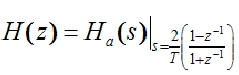 H(z) = H_a(s)|_{s=\frac{2}{T}\left(\frac{1-z^{-1}}{1+z^{-1}}\right)}